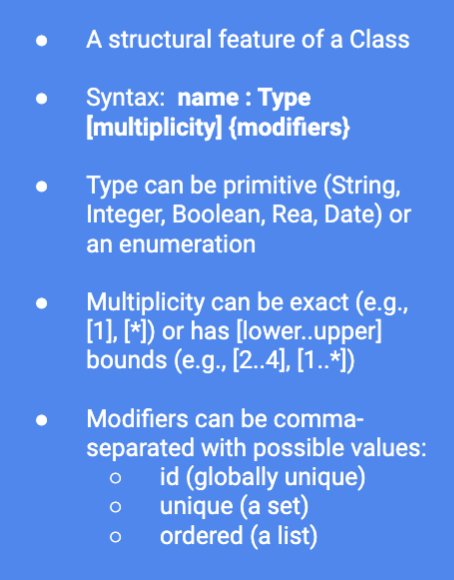 A structural feature of a Class
Syntax: name : Type
[multiplicity] {modifiers}
Type can be primitive (String,
Integer, Boolean, Rea, Date) or
an enumeration
Multiplicity can be exact (e.g.,
[1], [*]) or has [lower..upper]
bounds (e.g., [2..4], [1..*])
Modifiers can be comma-
separated with possible values:
id (globally unique)
unique (a set)
ordered (a list)